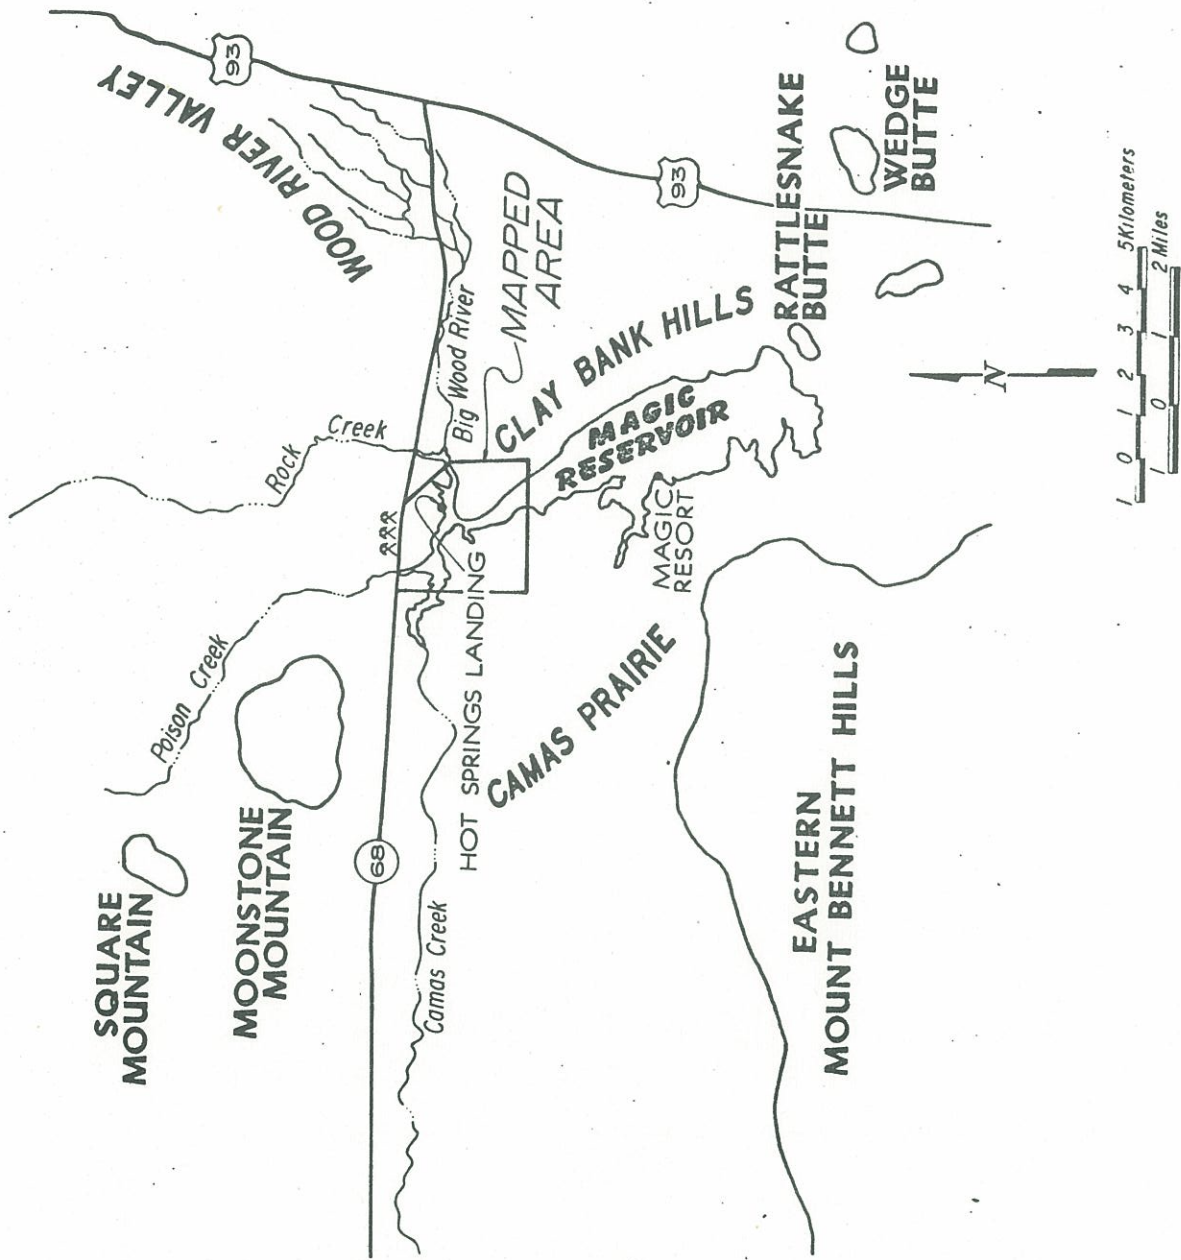 SQUARE
MOUNTAIN
MOONSTONE
MOUNTAIN
Poison Creek
Rock
Creek
WOOD RIVER VALLEY
93
68
Camas Creek
HOT SPRINGS LANDING
Big Wood River
MAPPED
AREA
CAMAS PRAIRIE
CLAY BANK HILLS
MAGIC
RESERVOIR
MAGIC
RESORT
93
RATTLESNAKE
BUTTE
WEDGE
BUTTE
EASTERN
MOUNT BENNETT HILLS
N
1 0 1 2 3 4 5 Kilometers
1 0 1 2 Miles